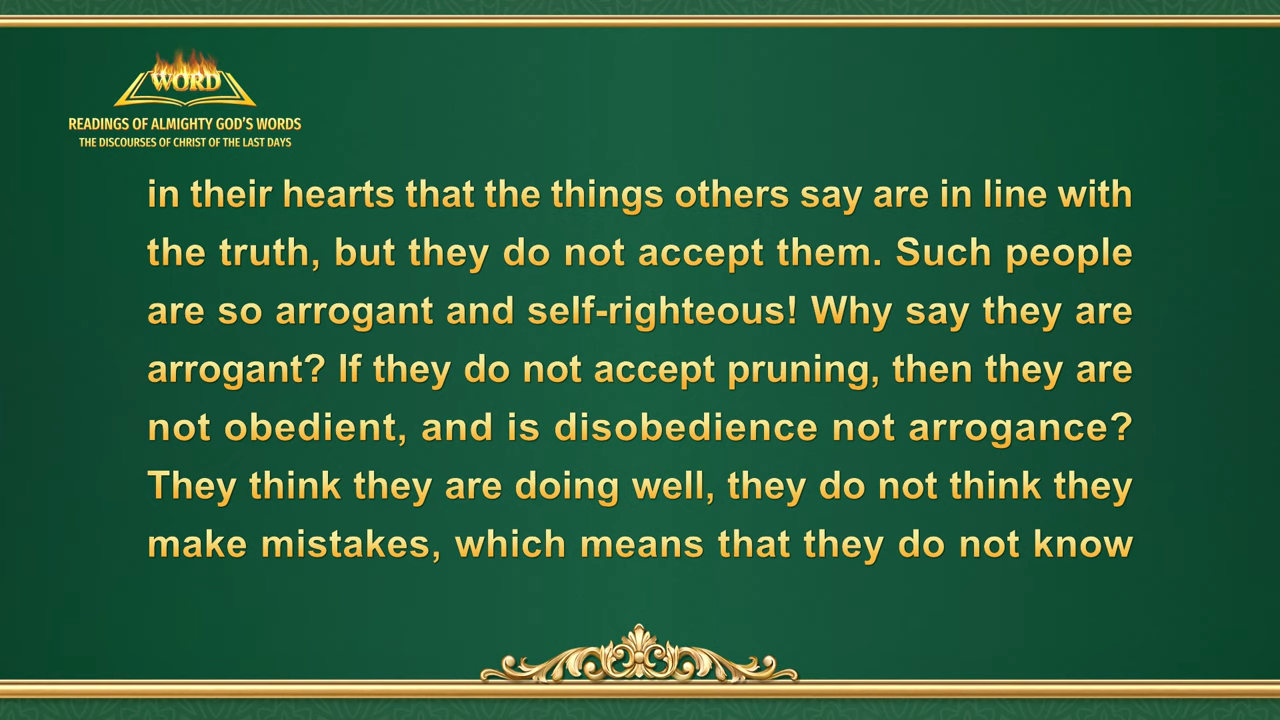 WORD
READINGS OF ALMIGHTY GOD'S WORDS
THE DISCOURSES OF CHRIST OF THE LAST DAYS
in their hearts that the things others say are in line with
the truth, but they do not accept them. Such people
are so arrogant and self-righteous! Why say they are
arrogant? If they do not accept pruning, then they are
not obedient, and is disobedience not arrogance?
They think they are doing well, they do not think they
make mistakes, which means that they do not know